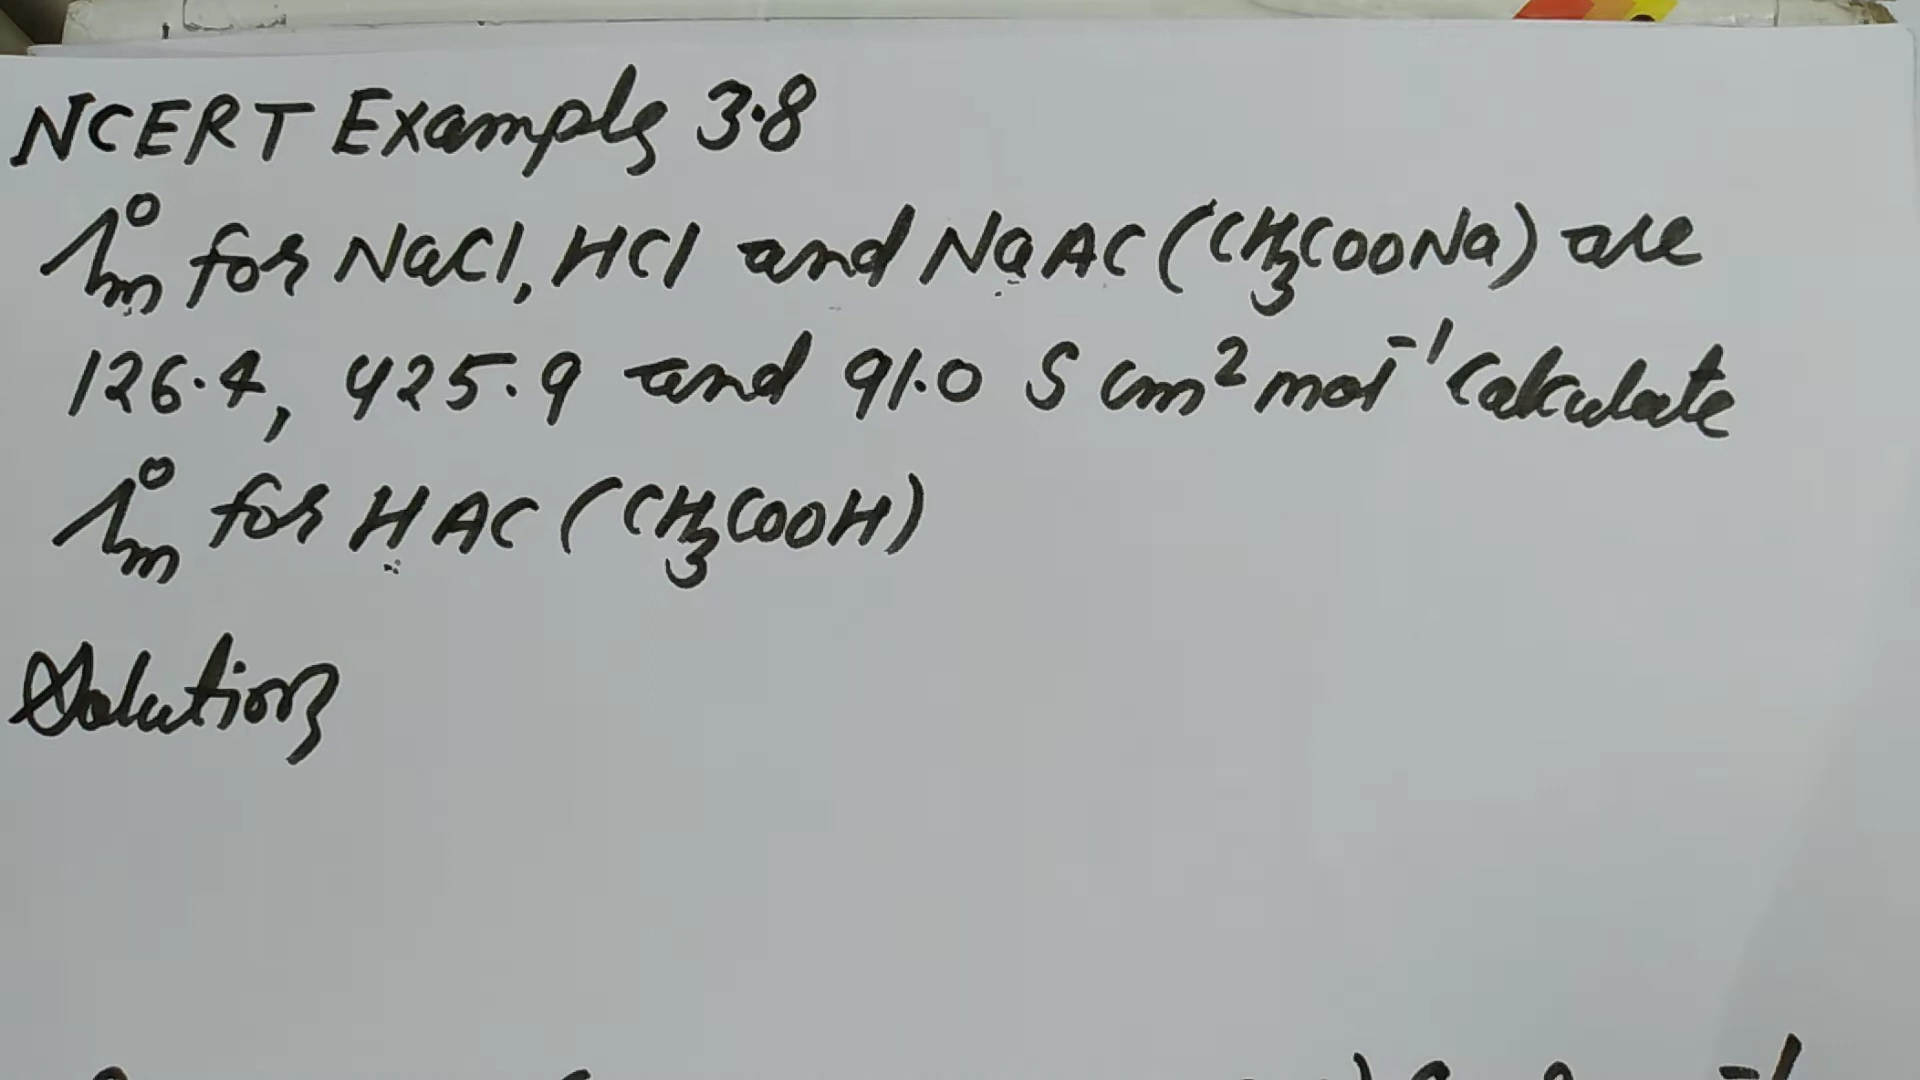 NCERT Example 3.8
Λ°m for NaCl, HCl and NaAC (CH₃COONa) are
126.4, 425.9 and 91.0 S cm² mol⁻¹ Calculate
Λ°m for HAC (CH₃COOH)
Solution